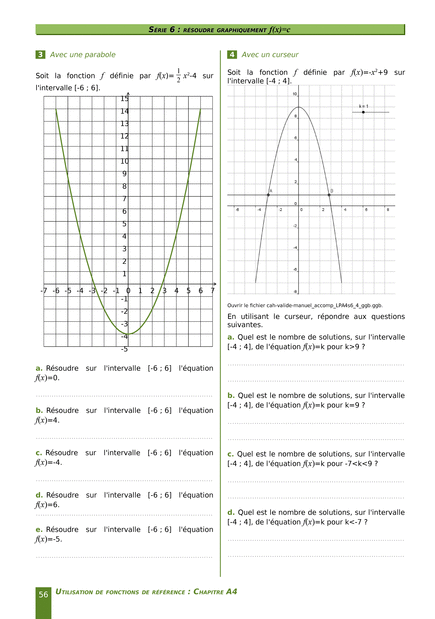 SÉRIE 6 : RÉSOUDRE GRAPHIQUEMENT f(x)=c
3 Avec une parabole
Soit la fonction f définie par f(x)= 1/2 x²-4 sur
l'intervalle [-6 ; 6].
15
14
13
12
11
10
9
8
7
6
5
4
3
2
1
-7 -6 -5 -4 -3 -2 -1 0 1 2 3 4 5 6 7
-1
-2
-3
-4
-5
a. Résoudre sur l'intervalle [-6 ; 6] l'équation
f(x)=0.
b. Résoudre sur l'intervalle [-6 ; 6] l'équation
f(x)=4.
c. Résoudre sur l'intervalle [-6 ; 6] l'équation
f(x)=-4.
d. Résoudre sur l'intervalle [-6 ; 6] l'équation
f(x)=6.
e. Résoudre sur l'intervalle [-6 ; 6] l'équation
f(x)=-5.
4 Avec un curseur
Soit la fonction f définie par f(x)=-x²+9 sur
l'intervalle [-4 ; 4].
10
k = 1
8
6
4
2
0
-6 -4 -2 2 4 6 8
-2
-4
-6
-8
Ouvrir le fichier cah-valide-manuel_accomp_LPAM6s6_4_ggb.ggb.
En utilisant le curseur, répondre aux questions
suivantes.
a. Quel est le nombre de solutions, sur l'intervalle
[-4 ; 4], de l'équation f(x)=k pour k>9 ?
b. Quel est le nombre de solutions, sur l'intervalle
[-4 ; 4], de l'équation f(x)=k pour k=9 ?
c. Quel est le nombre de solutions, sur l'intervalle
[-4 ; 4], de l'équation f(x)=k pour -7<k<9 ?
d. Quel est le nombre de solutions, sur l'intervalle
[-4 ; 4], de l'équation f(x)=k pour k<-7 ?
56 UTILISATION DE FONCTIONS DE REFERENCE : CHAPITRE A4